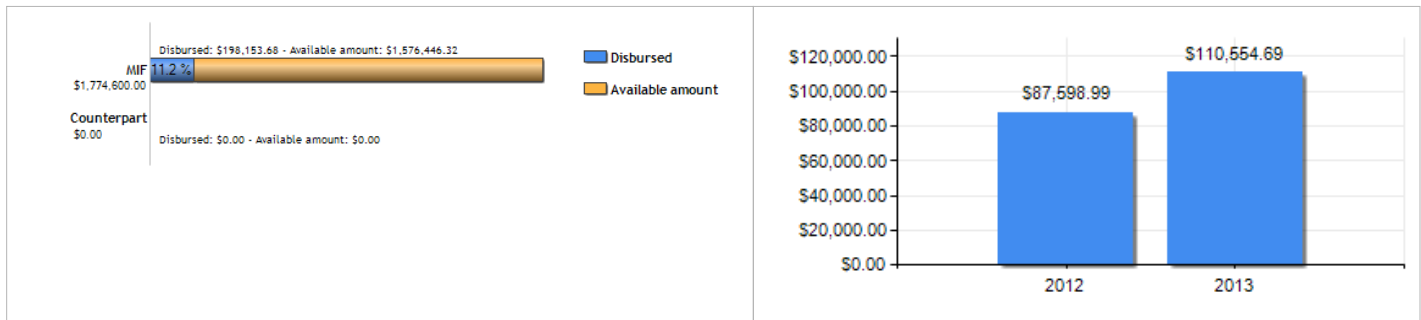 Disbursed: $198,153.68 - Available amount: $1,576,446.32
MIF
11.2 %
$1,774,600.00
Counterpart
$0.00
Disbursed: $0.00 - Available amount: $0.00
Disbursed
Available amount
$120,000.00
$100,000.00
$80,000.00
$60,000.00
$40,000.00
$20,000.00
$0.00
$87,598.99
$110,554.69
2012
2013